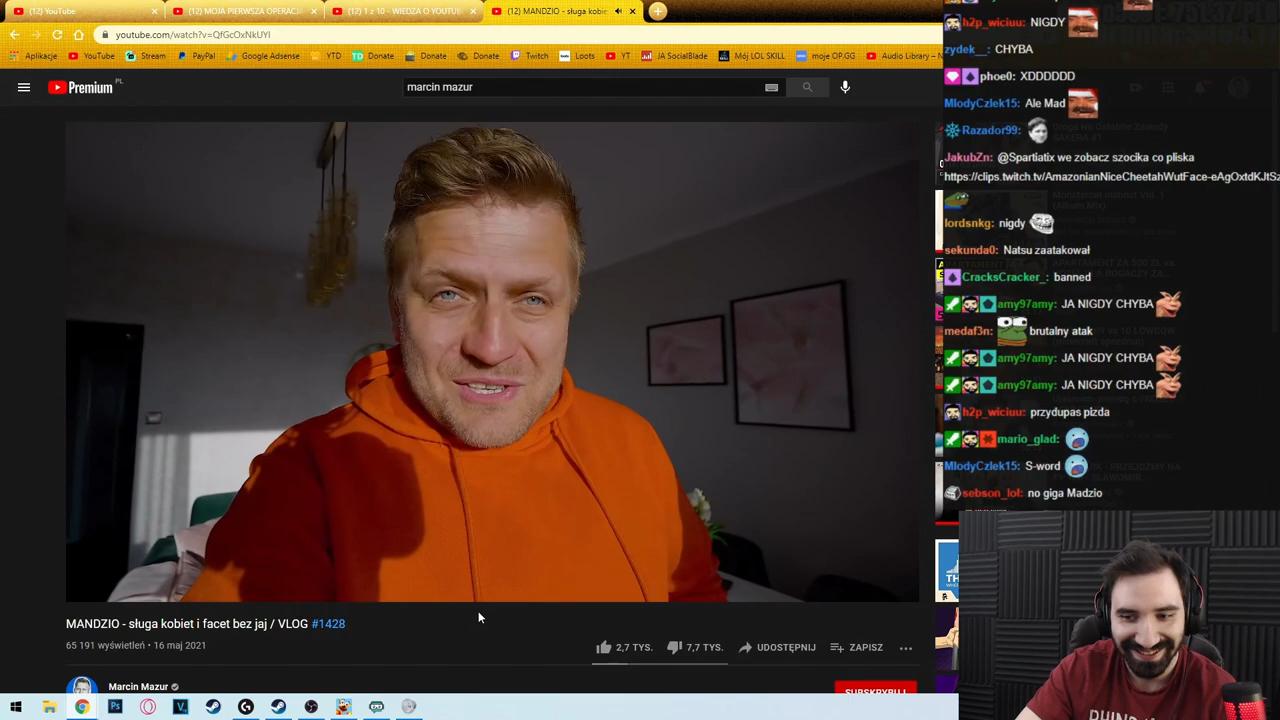 (12) YouTube
(12) MOJA PIERWSZA OPERACJ
(12) 1 z 10 - WIEDZA O YOUTU
(12) MANDZIO - sługa kobie
youtube.com/watch?v=QfGcOxNkUYI
Aplikacje
YouTube
Stream
PayPal
Google Adsense
YTD
Donate
Donate
Twitch
Loots
YT
JA SocialBlade
Mój LOL SKILL
moje OP.GG
Audio Library – N
Premium PL
marcin mazur
MANDZIO - sługa kobiet i facet bez jaj / VLOG #1428
65 191 wyświetleń • 16 maj 2021
2,7 TYS.
7,7 TYS.
UDOSTĘPNIJ
ZAPISZ
Marcin Mazur
SUBSKRYBUJ
h2p_wiciuu: NIGDY
zydek__: CHYBA
phoe0: XDDDDDD
MlodyCzlek15: Ale Mad
Razador99:
JakubZn: @Spartiatix we zobacz szocika co pliska
https://clips.twitch.tv/AmazonianNiceCheetahWutFace-eAgOxtdKJtSz
lordsnkg: nigdy
sekunda0: Natsu zaatakował
CracksCracker_: banned
amy97amy: JA NIGDY CHYBA
medaf3n: brutalny atak
amy97amy: JA NIGDY CHYBA
amy97amy: JA NIGDY CHYBA
h2p_wiciuu: przydupas pizda
mario_glad:
MlodyCzlek15: S-word
sebson_lol: no giga Madzio